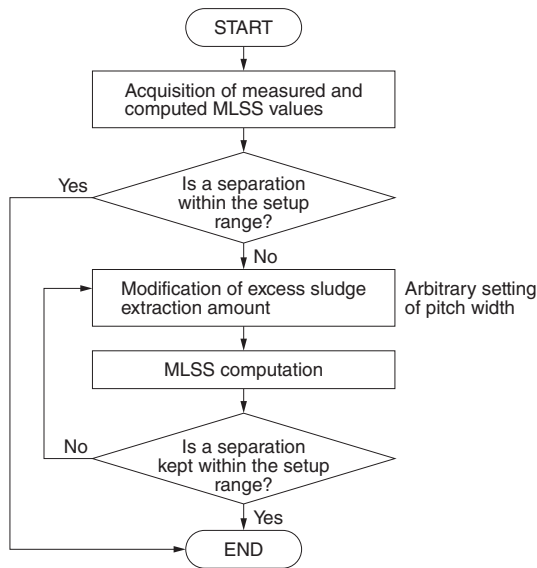 START
Acquisition of measured and
computed MLSS values
Is a separation
within the setup
range?
Yes
No
Modification of excess sludge
extraction amount
Arbitrary setting
of pitch width
MLSS computation
Is a separation
kept within the setup
range?
No
Yes
END